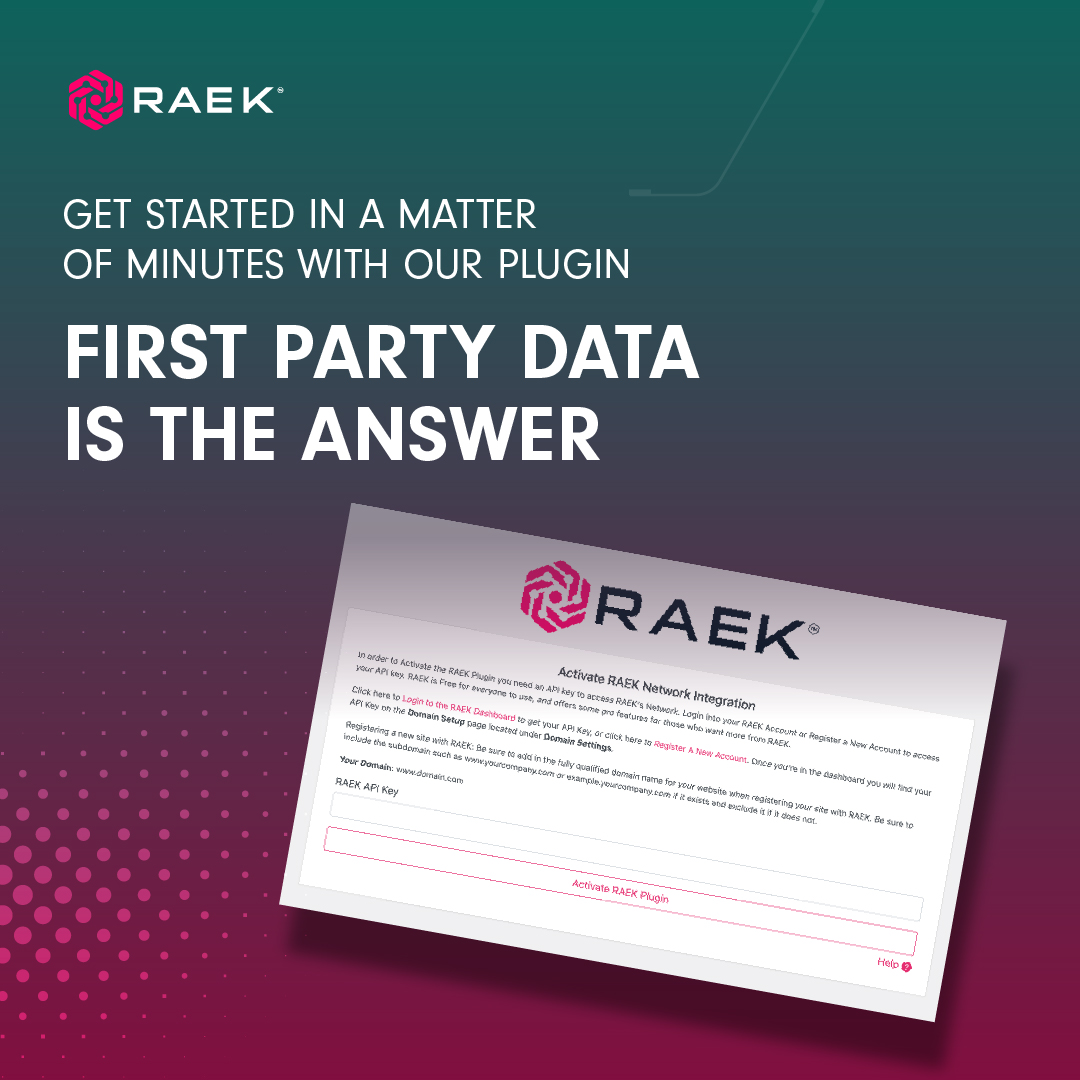 RAEK
GET STARTED IN A MATTER
OF MINUTES WITH OUR PLUGIN
FIRST PARTY DATA
IS THE ANSWER
RAEK
Activate RAEK Network Integration
In order to Activate the RAEK Plugin you need an API key to access RAEK's Network. Login into your RAEK Account or Register a New Account to access
your API key. RAEK is Free for everyone to use, and offers some pro features for those who want more from RAEK.
Click here to Login to the RAEK Dashboard to get your API Key, or click here to Register A New Account. Once you're in the dashboard you will find your
API Key on the Domain Setup page located under Domain Settings.
Registering a new site with RAEK: Be sure to add in the fully qualified domain name for your website when registering your site with RAEK. Be sure to
include the subdomain such as www.yourcompany.com or example.yourcompany.com if it exists and exclude is if it does not.
Your Domain: www.domain.com
RAEK API Key
Activate RAEK Plugin
Help ?